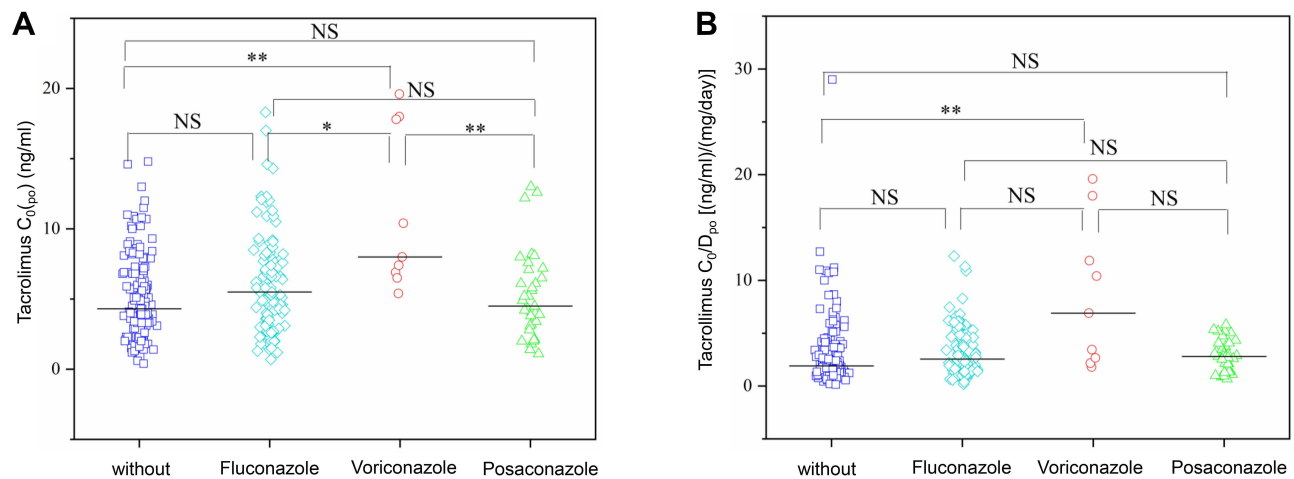 A
B
NS
**
NS
NS
*
**
20
10
0
Tacrolimus C₀(ₚₒ) (ng/ml)
without Fluconazole Voriconazole Posaconazole
NS
**
NS
NS
NS
NS
30
20
10
0
Tacrollimus C₀/Dₚₒ [(ng/ml)/(mg/day)]
without Fluconazole Voriconazole Posaconazole